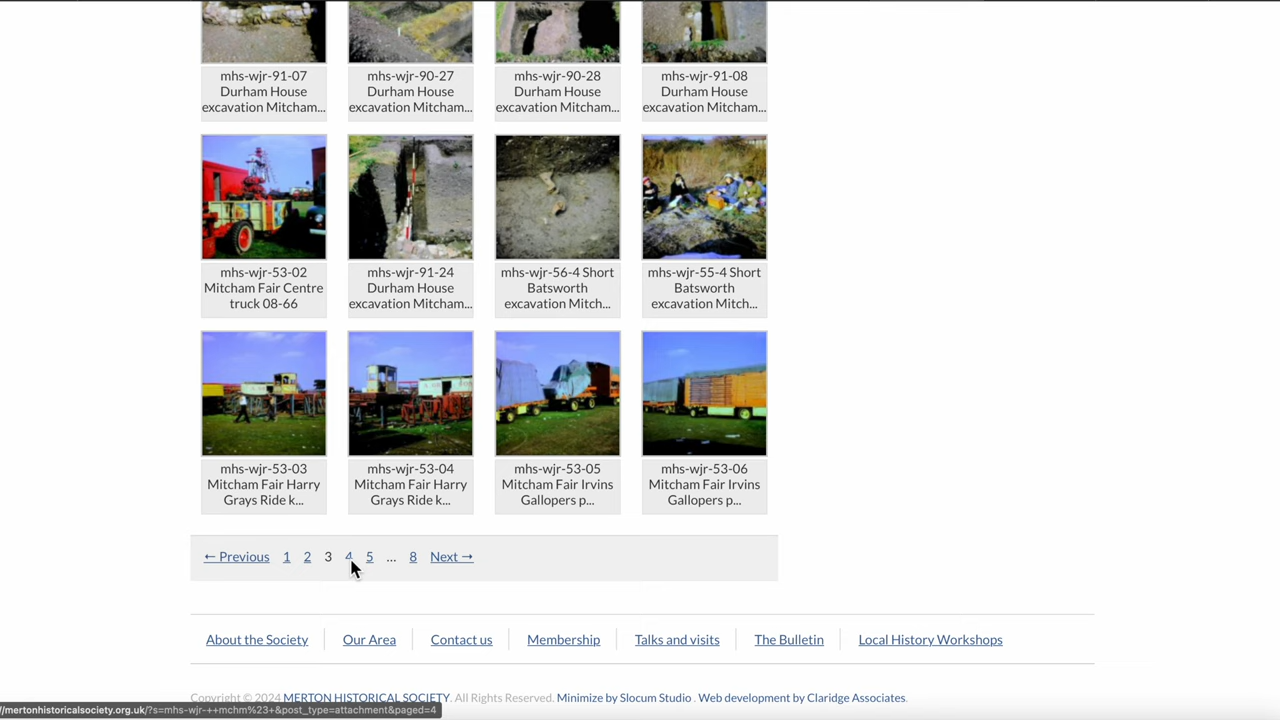 mhs-wjr-91-07
Durham House
excavation Mitcham...
mhs-wjr-90-27
Durham House
excavation Mitcham...
mhs-wjr-90-28
Durham House
excavation Mitcham...
mhs-wjr-91-08
Durham House
excavation Mitcham...
mhs-wjr-53-02
Mitcham Fair Centre
truck 08-66
mhs-wjr-91-24
Durham House
excavation Mitcham...
mhs-wjr-56-4 Short
Batsworth
excavation Mitch...
mhs-wjr-55-4 Short
Batsworth
excavation Mitch...
mhs-wjr-53-03
Mitcham Fair Harry
Grays Ride k...
mhs-wjr-53-04
Mitcham Fair Harry
Grays Ride k...
mhs-wjr-53-05
Mitcham Fair Irvins
Gallopers p...
mhs-wjr-53-06
Mitcham Fair Irvins
Gallopers p...
← Previous 1 2 3 4 5 ... 8 Next →
About the Society Our Area Contact us Membership Talks and visits The Bulletin Local History Workshops
Copyright © 2024 MERTON HISTORICAL SOCIETY. All Rights Reserved. Minimize by Slocum Studio . Web development by Claridge Associates.
//mertonhistoricalsociety.org.uk/?s=mhs-wjr-++mchm%23+&post_type=attachment&paged=4